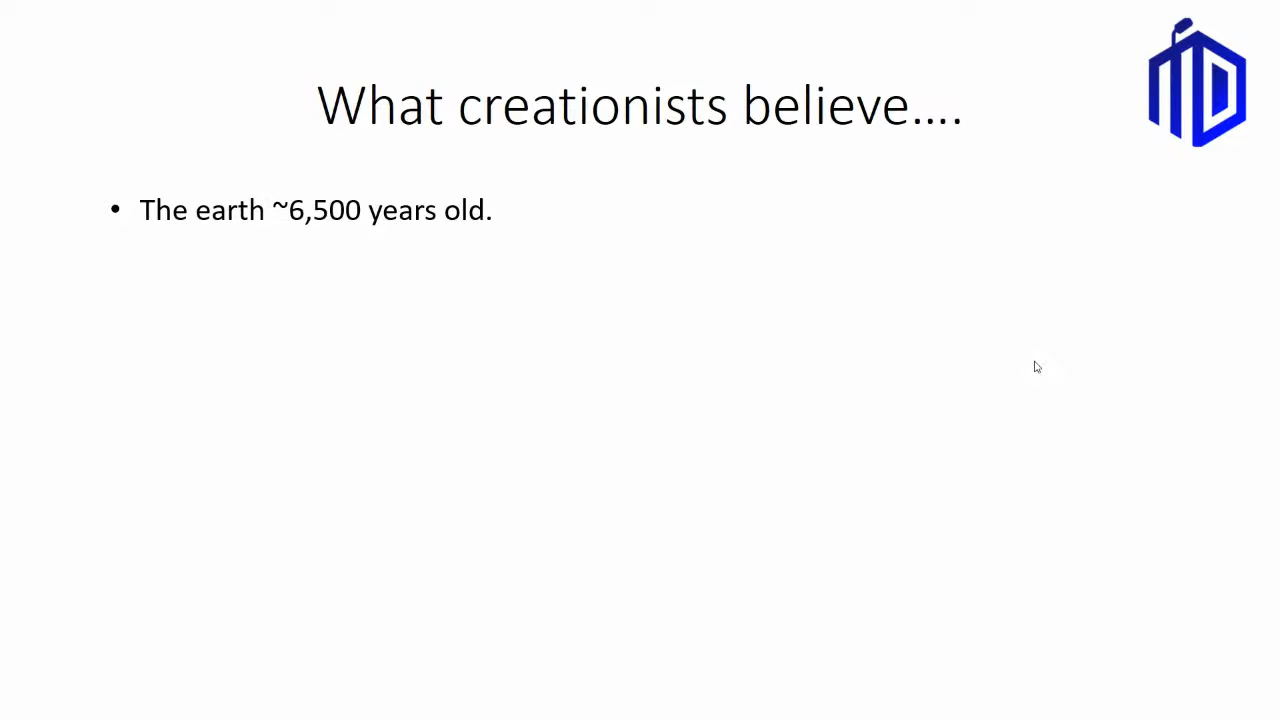 What creationists believe....
• The earth ~6,500 years old.